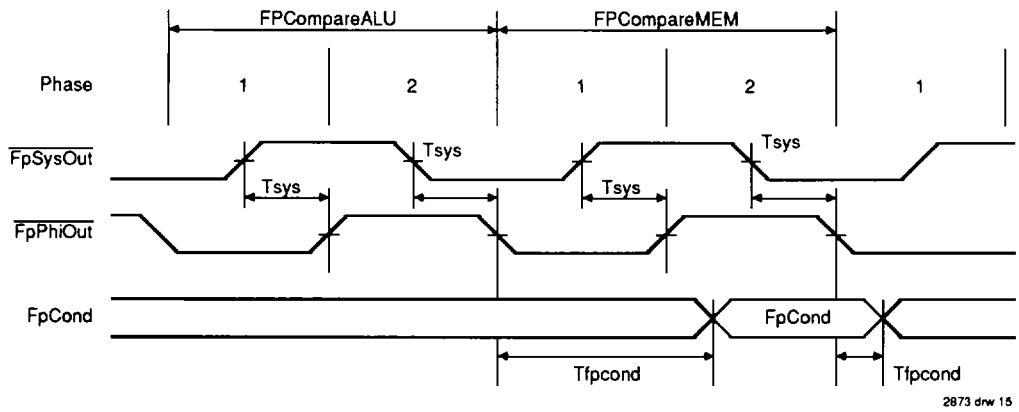 FPCompareALU FPCompareMEM
Phase 1 2 1 2 1
FpSysOut Tsys Tsys
Tsys Tsys
FpPhiOut
FpCond FpCond
Tfpcond Tfpcond
2873 drw 15